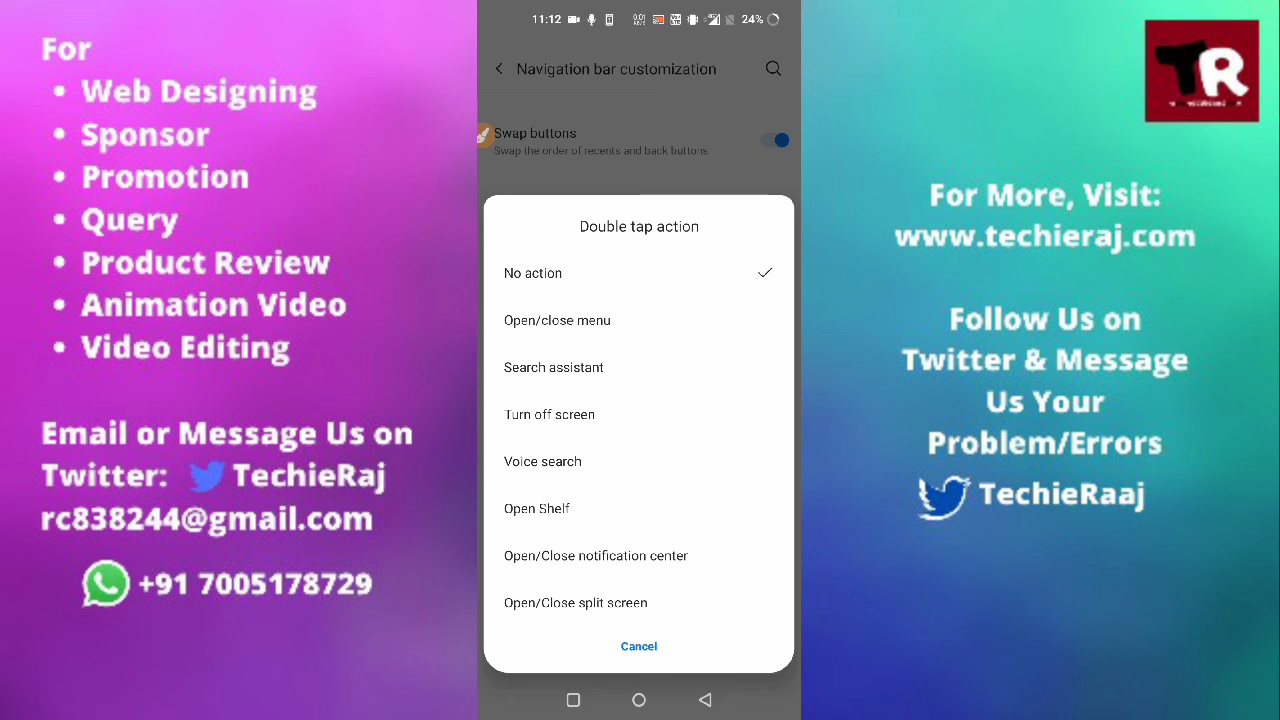 For
• Web Designing
• Sponsor
• Promotion
• Query
• Product Review
• Animation Video
• Video Editing
Email or Message Us on
Twitter: TechieRaj
rc838244@gmail.com
+91 7005178729
11:12
24%
Navigation bar customization
Swap buttons
Swap the order of recents and back buttons
Double tap action
No action
Open/close menu
Search assistant
Turn off screen
Voice search
Open Shelf
Open/Close notification center
Open/Close split screen
Cancel
TR
For More, Visit:
www.techieraj.com
Follow Us on
Twitter & Message
Us Your
Problem/Errors
TechieRaaj